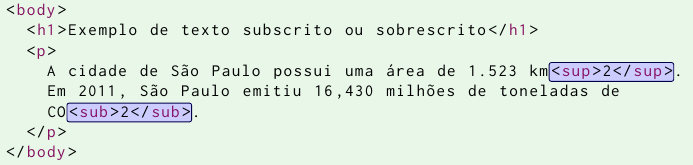 <body>
<h1>Exemplo de texto subscrito ou sobrescrito</h1>
<p>
A cidade de São Paulo possui uma área de 1.523 km<sup>2</sup>.
Em 2011, São Paulo emitiu 16,430 milhões de toneladas de
CO<sub>2</sub>.
</p>
</body>